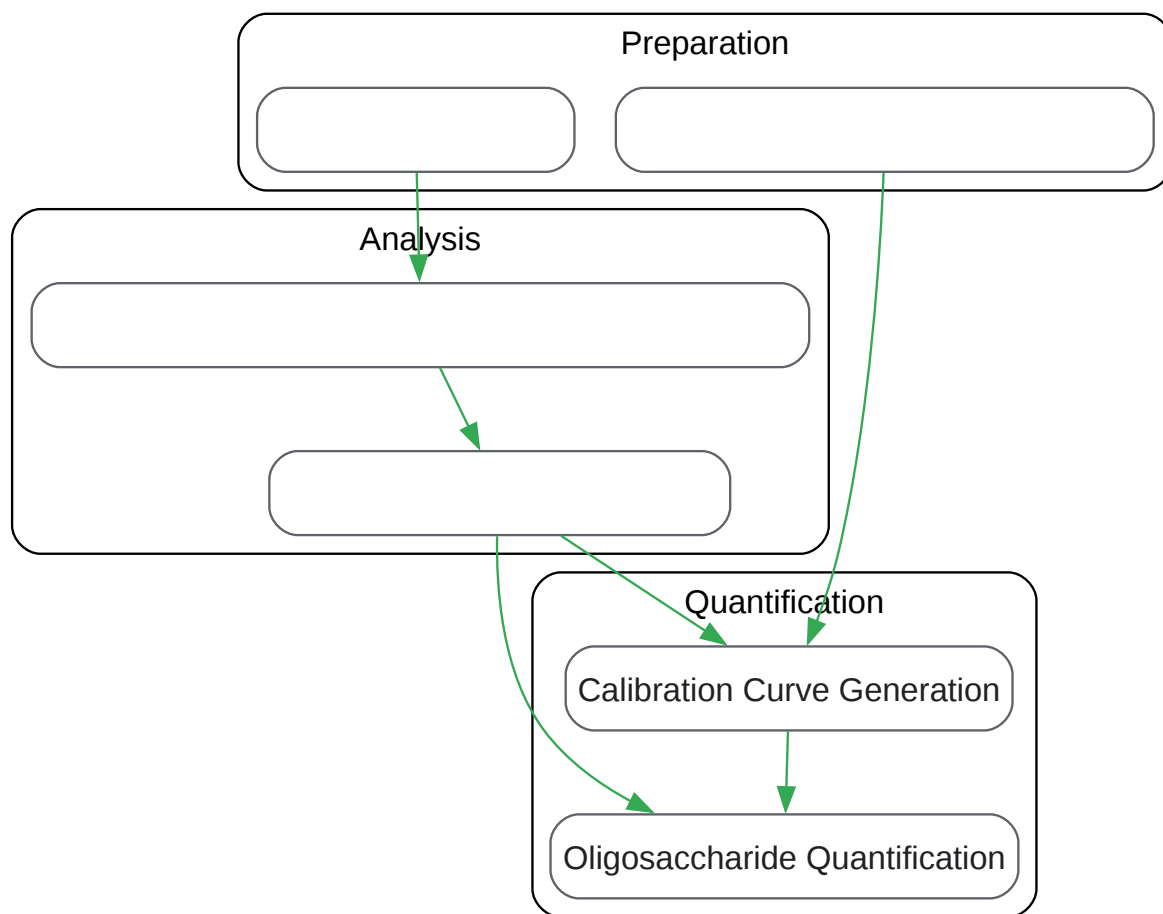 Preparation
Analysis
Quantification
Calibration Curve Generation
Oligosaccharide Quantification